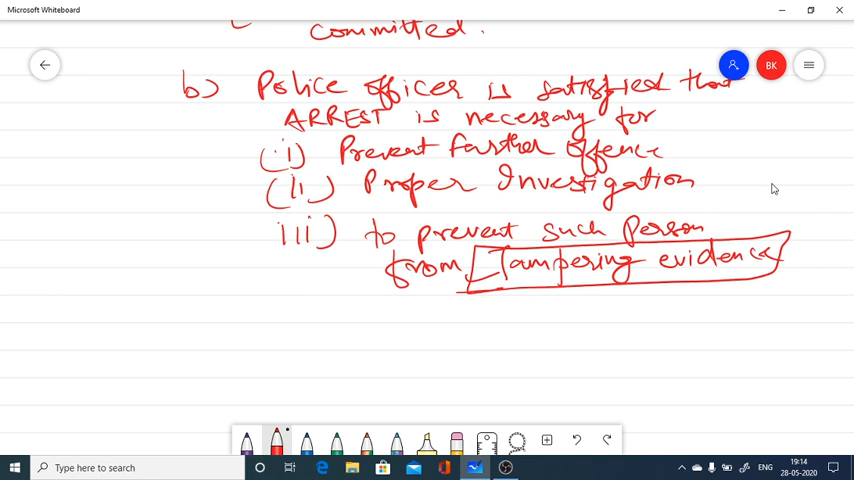 Microsoft Whiteboard
committed.
BK
b) Police officer is satisfied that
ARREST is necessary for
(i) Prevent further offence
(ii) Proper Investigation
iii) to prevent such Person
from Tampering evidence
Type here to search
ENG
19:14
28-05-2020